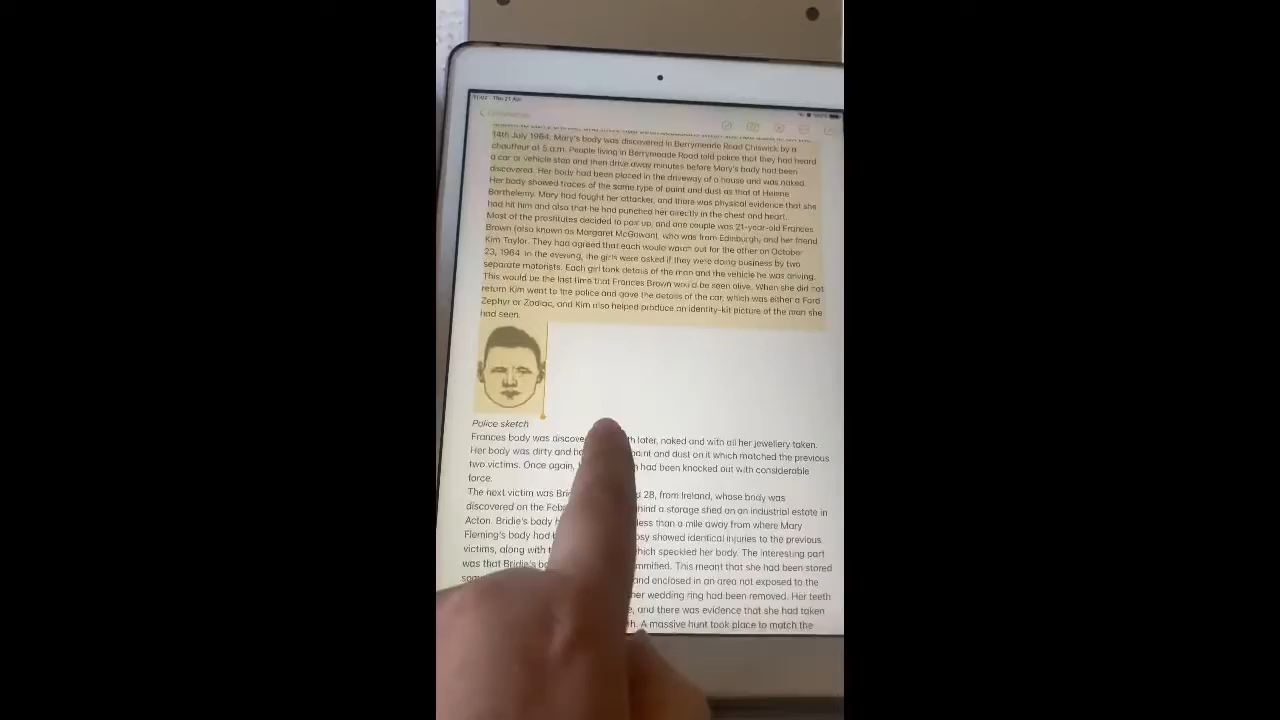 Thu 21 Apr
14th July 1964. Mary's body was discovered in Berrymeade Road Chiswick by a
chauffeur at 5 a.m. People living in Berrymeade Road told police that they had heard
a car or vehicle stop and then drive away minutes before Mary's body had been
discovered. Her body had been placed in the driveway of a house and was naked.
Her body showed traces of the same type of paint and dust as that of Helene
Barthelemy. Mary had fought her attacker, and there was physical evidence that she
had hit him and also that he had punched her directly in the chest and heart.
Most of the prostitutes decided to pair up, and one couple was 21-year-old Frances
Brown (also known as Margaret McGowan), who was from Edinburgh, and her friend
Kim Taylor. They had agreed that each would watch out for the other on October
23, 1964. In the evening, the girls were asked if they were doing business by two
separate motorists. Each girl took details of the man and the vehicle he was driving.
This would be the last time that Frances Brown would be seen alive. When she did not
return Kim went to the police and gave the details of the car, which was either a Ford
Zephyr or Zodiac, and Kim also helped produce an identity-kit picture of the man she
had seen.
Police sketch
Frances body was later, naked and with all her jewellery taken.
Her body was dirty and and dust on it which matched the previous
two victims. Once again, had been knocked out with considerable
force.
The next victim was 28, from Ireland, whose body was
discovered on the a storage shed on an industrial estate in
Acton. Bridie's body less than a mile away from where Mary
Fleming's body had showed identical injuries to the previous
victims, along with which speckled her body. The interesting part
was that Bridie's This meant that she had been stored
and enclosed in an area not exposed to the
her wedding ring had been removed. Her teeth
and there was evidence that she had taken
A massive hunt took place to match the